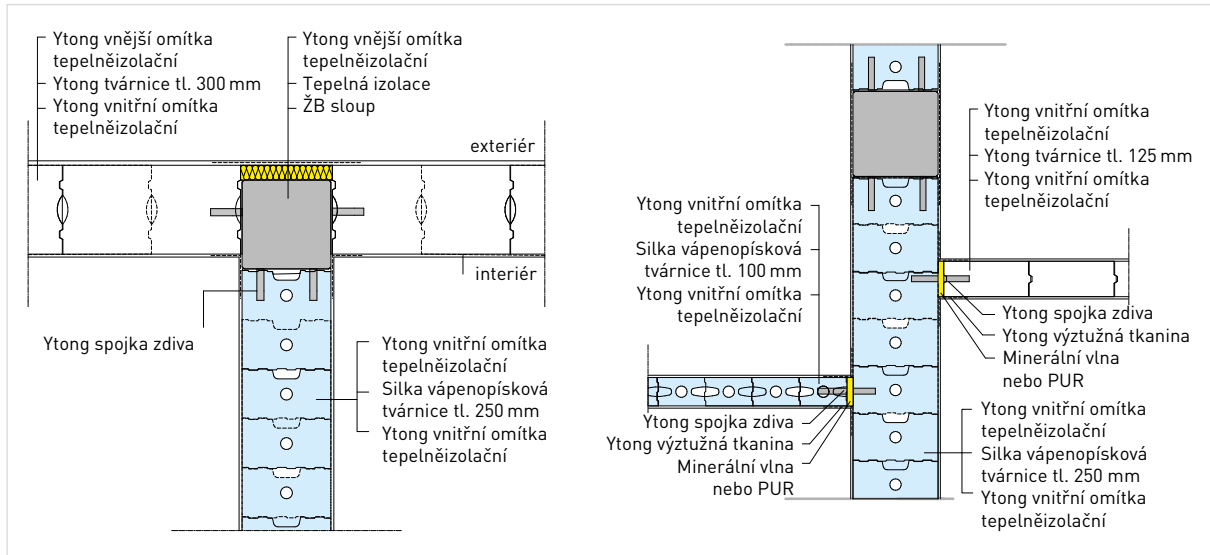 Ytong vnější omítka
tepelněizolační
Ytong tvárnice tl. 300 mm
Ytong vnitřní omítka
tepelněizolační
Ytong vnější omítka
tepelněizolační
Tepelná izolace
ŽB sloup
exteriér
interiér
Ytong spojka zdiva
Ytong vnitřní omítka
tepelněizolační
Silka vápenopísková
tvárnice tl. 250 mm
Ytong vnitřní omítka
tepelněizolační
Ytong vnitřní omítka
tepelněizolační
Silka vápenopísková
tvárnice tl. 100 mm
Ytong vnitřní omítka
tepelněizolační
Ytong spojka zdiva
Ytong výztužná tkanina
Minerální vlna
nebo PUR
Ytong vnitřní omítka
tepelněizolační
Ytong tvárnice tl. 125 mm
Ytong vnitřní omítka
tepelněizolační
Ytong spojka zdiva
Ytong výztužná tkanina
Minerální vlna
nebo PUR
Ytong vnitřní omítka
tepelněizolační
Silka vápenopísková
tvárnice tl. 250 mm
Ytong vnitřní omítka
tepelněizolační